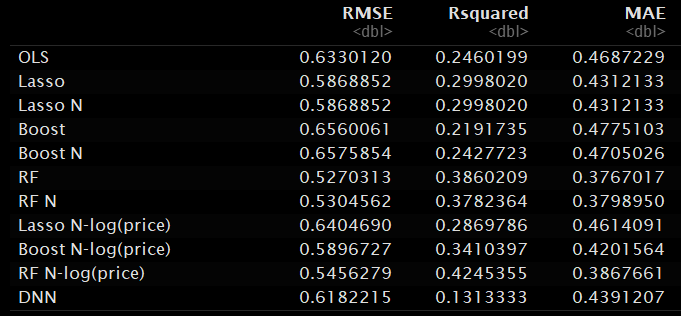 RMSE Rsquared MAE
<dbl> <dbl> <dbl>
OLS 0.6330120 0.2460199 0.4687229
Lasso 0.5868852 0.2998020 0.4312133
Lasso N 0.5868852 0.2998020 0.4312133
Boost 0.6560061 0.2191735 0.4775103
Boost N 0.6575854 0.2427723 0.4705026
RF 0.5270313 0.3860209 0.3767017
RF N 0.5304562 0.3782364 0.3798950
Lasso N-log(price) 0.6404690 0.2869786 0.4614091
Boost N-log(price) 0.5896727 0.3410397 0.4201564
RF N-log(price) 0.5456279 0.4245355 0.3867661
DNN 0.6182215 0.1313333 0.4391207